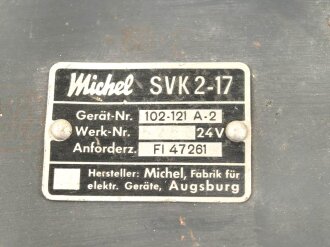 Michel SVK 2-17
Gerät-Nr. 102-121 A-2
Werk-Nr. 24V
Anforderz. Fl 47261
Hersteller: Michel, Fabrik für
elektr. Geräte, Augsburg